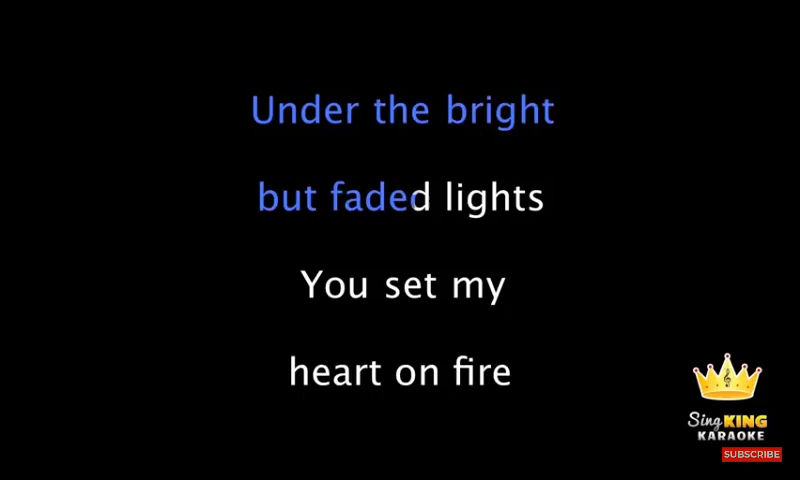 Under the bright
but faded lights
You set my
heart on fire
Sing KING
KARAOKE
SUBSCRIBE